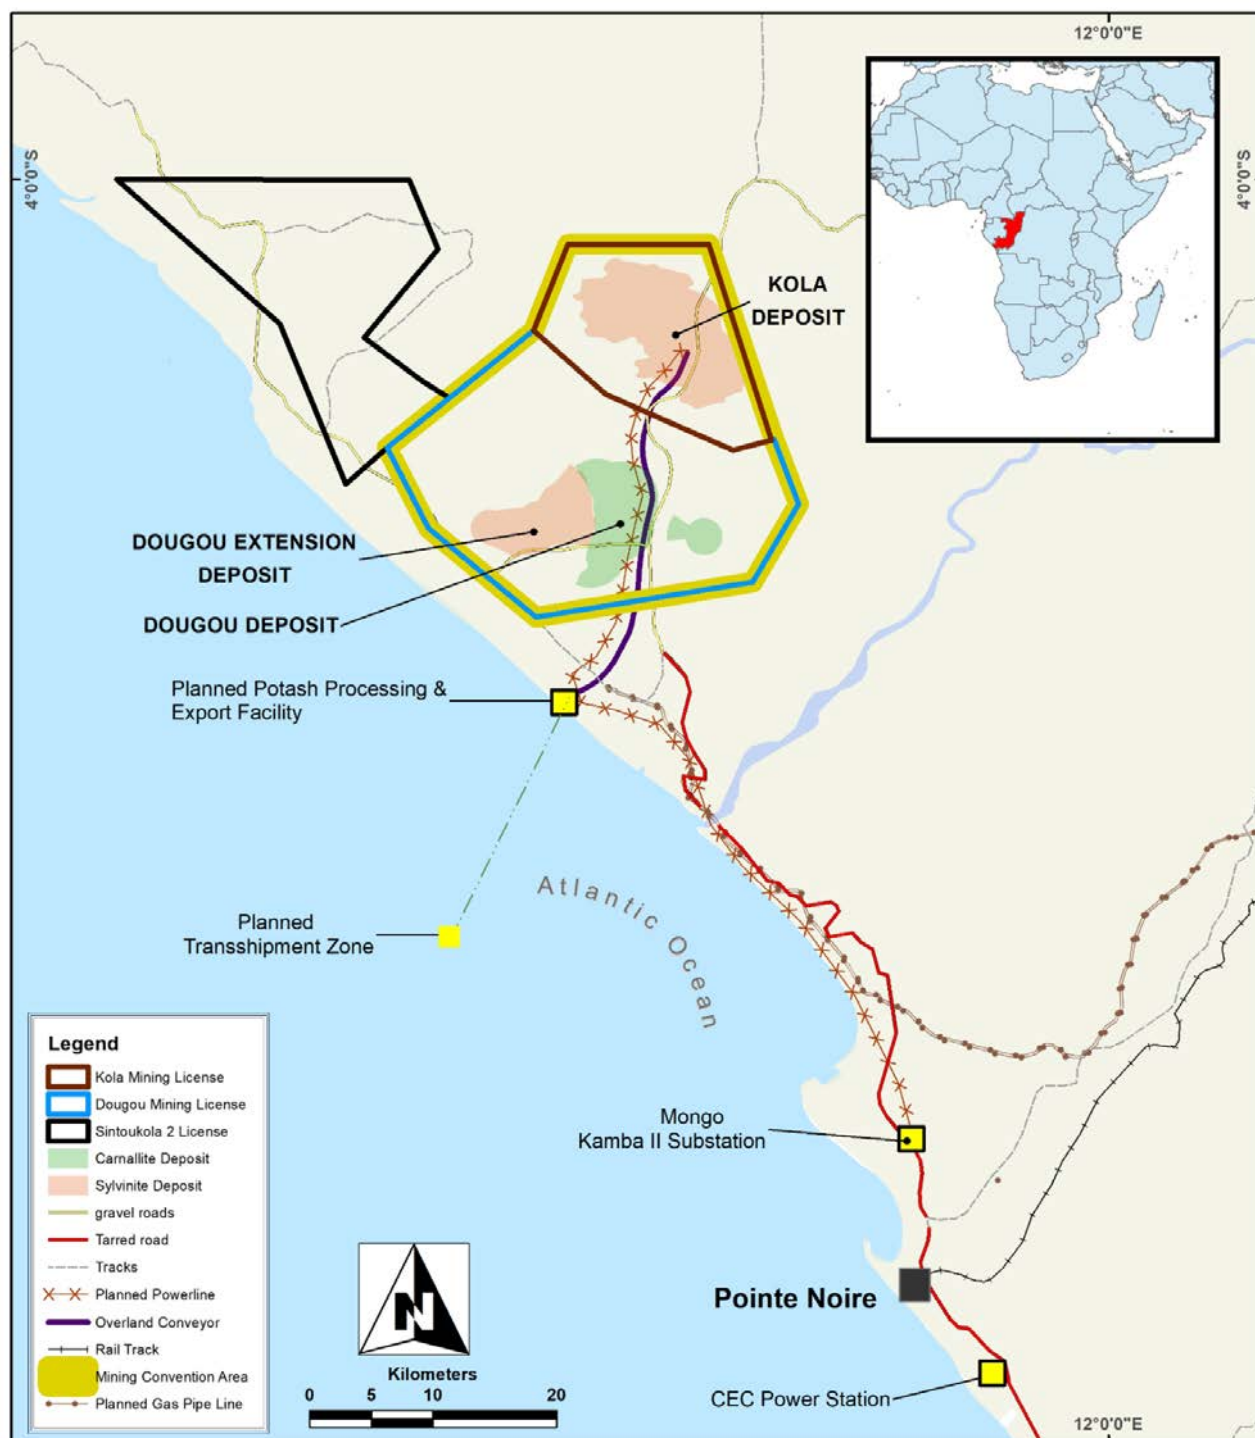 12°0'0"E
4°0'0"S
4°0'0"S
KOLA
DEPOSIT
DOUGOU EXTENSION
DEPOSIT
DOUGOU DEPOSIT
Planned Potash Processing &
Export Facility
Atlantic Ocean
Planned
Transshipment Zone
Mongo
Kamba II Substation
Pointe Noire
CEC Power Station
Legend
Kola Mining License
Dougou Mining License
Sintoukola 2 License
Carnallite Deposit
Sylvinite Deposit
gravel roads
Tarred road
Tracks
Planned Powerline
Overland Conveyor
Rail Track
Mining Convention Area
Planned Gas Pipe Line
N
Kilometers
0 5 10 20
12°0'0"E